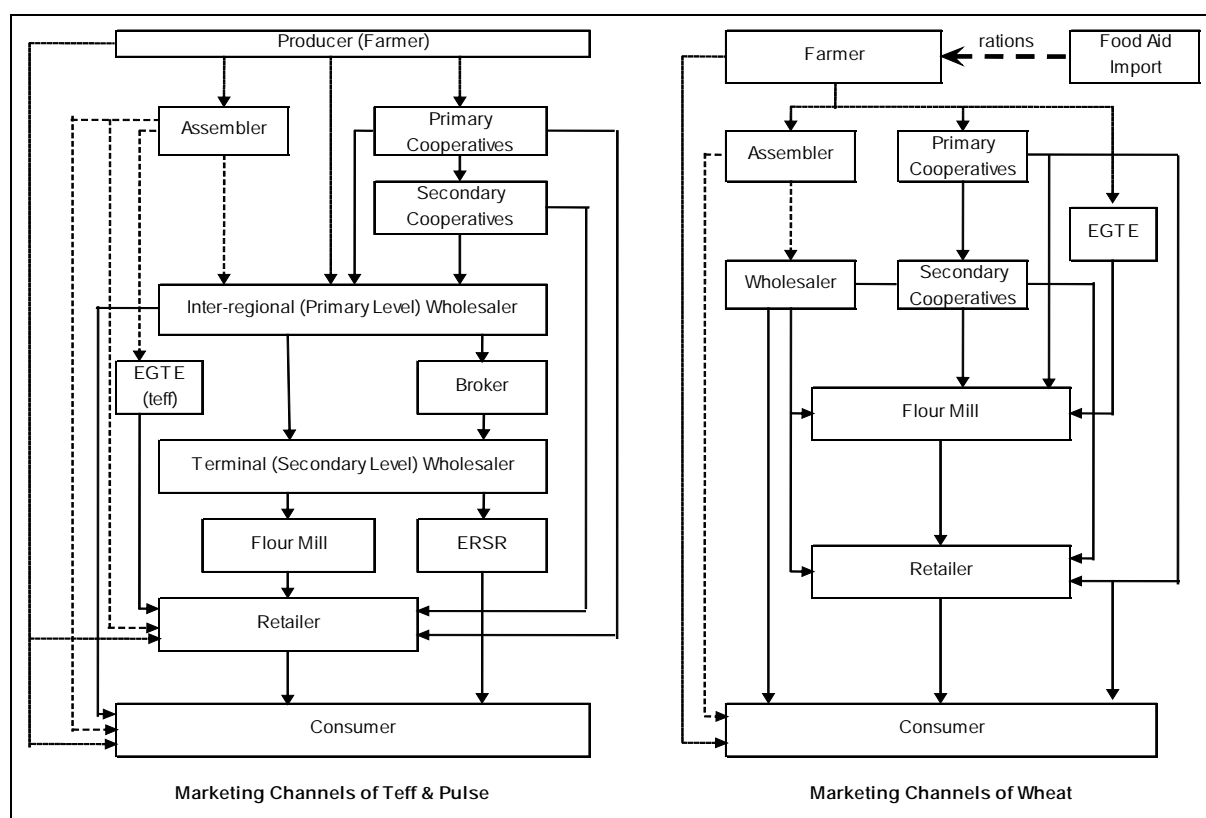 Producer (Farmer)
Assembler
Primary
Cooperatives
Secondary
Cooperatives
Inter-regional (Primary Level) Wholesaler
EGTE
(teff)
Broker
Terminal (Secondary Level) Wholesaler
Flour Mill
ERSR
Retailer
Consumer
Marketing Channels of Teff & Pulse
Farmer
rations
Food Aid
Import
Assembler
Primary
Cooperatives
EGTE
Wholesaler
Secondary
Cooperatives
Flour Mill
Retailer
Consumer
Marketing Channels of Wheat